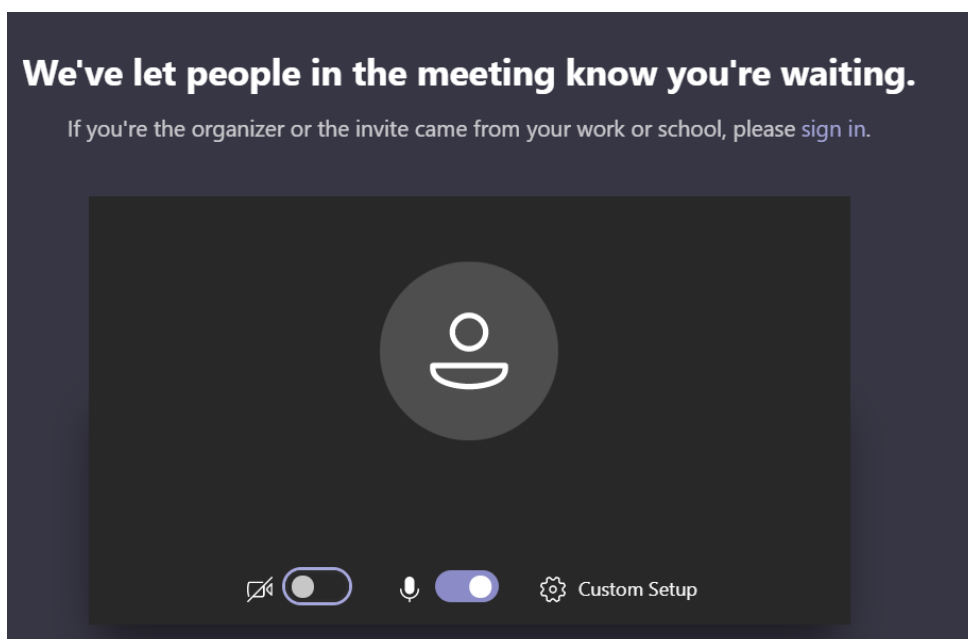 We've let people in the meeting know you're waiting.
If you're the organizer or the invite came from your work or school, please sign in.
Custom Setup